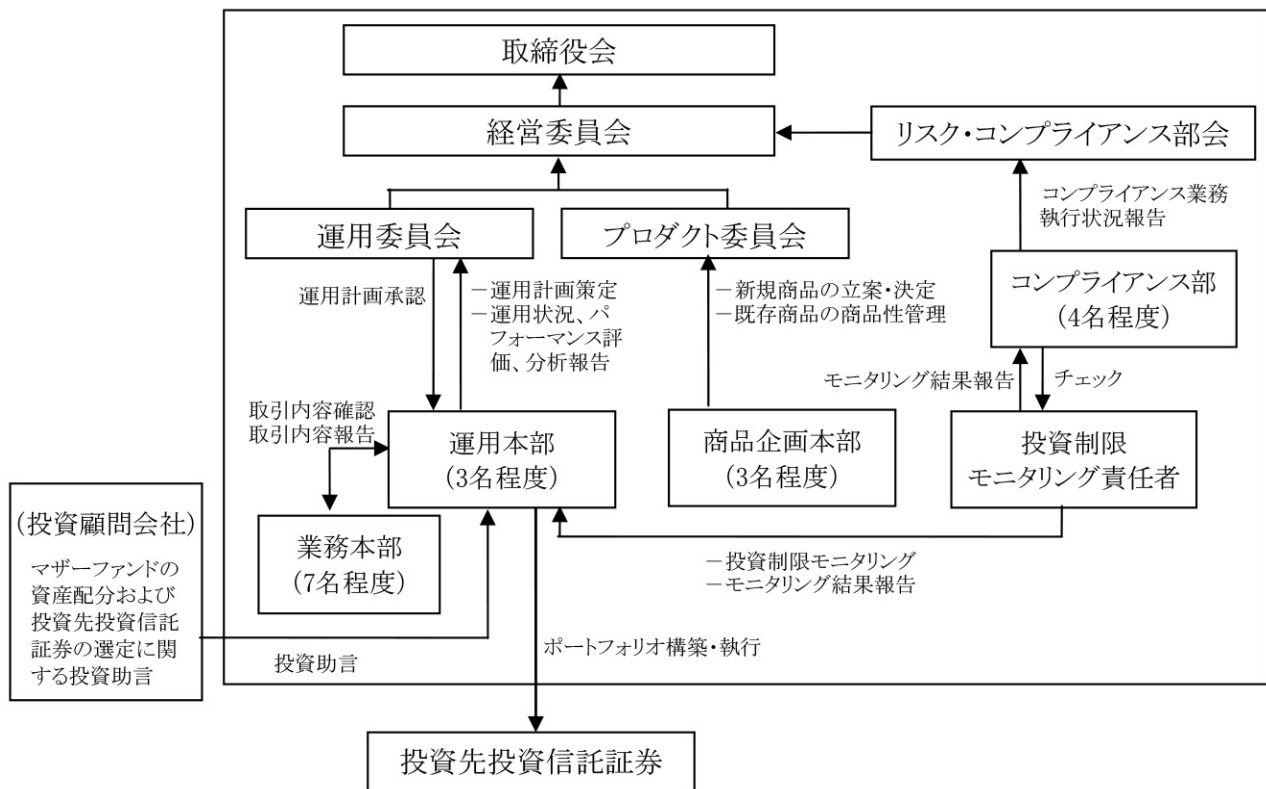 取締役会
経営委員会
リスク・コンプライアンス部会
コンプライアンス業務
執行状況報告
運用委員会
プロダクト委員会
コンプライアンス部
(4名程度)
運用計画承認
－運用計画策定
－運用状況、パ
フォーマンス評
価、分析報告
－新規商品の立案・決定
－既存商品の商品性管理
モニタリング結果報告
チェック
取引内容確認
取引内容報告
運用本部
(3名程度)
商品企画本部
(3名程度)
投資制限
モニタリング責任者
(投資顧問会社)
マザーファンドの
資産配分および
投資先投資信託
証券の選定に関
する投資助言
業務本部
(7名程度)
－投資制限モニタリング
－モニタリング結果報告
投資助言
ポートフォリオ構築・執行
投資先投資信託証券